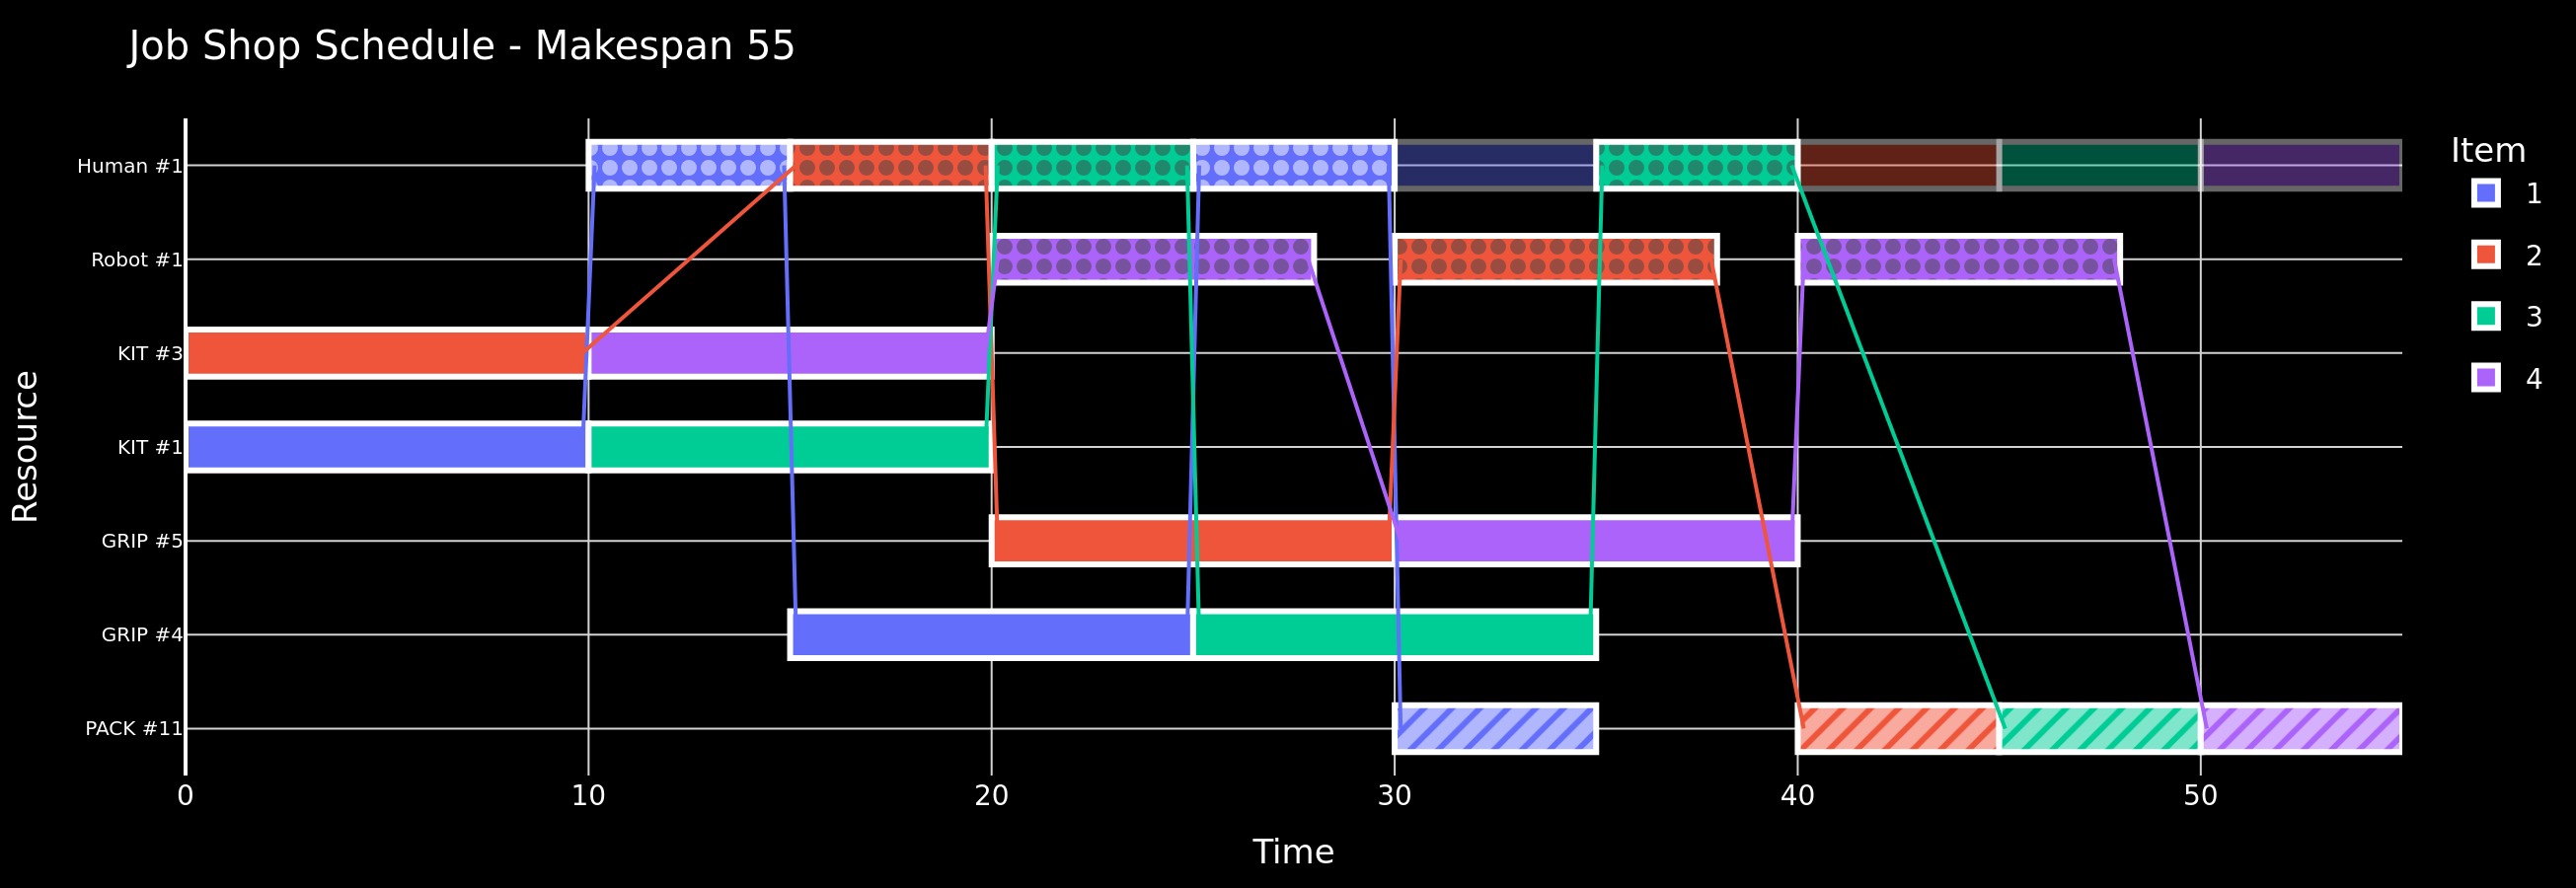 Job Shop Schedule - Makespan 55
Human #1
Robot #1
KIT #3
KIT #1
GRIP #5
GRIP #4
PACK #11
Resource
0 10 20 30 40 50
Time
Item
1
2
3
4